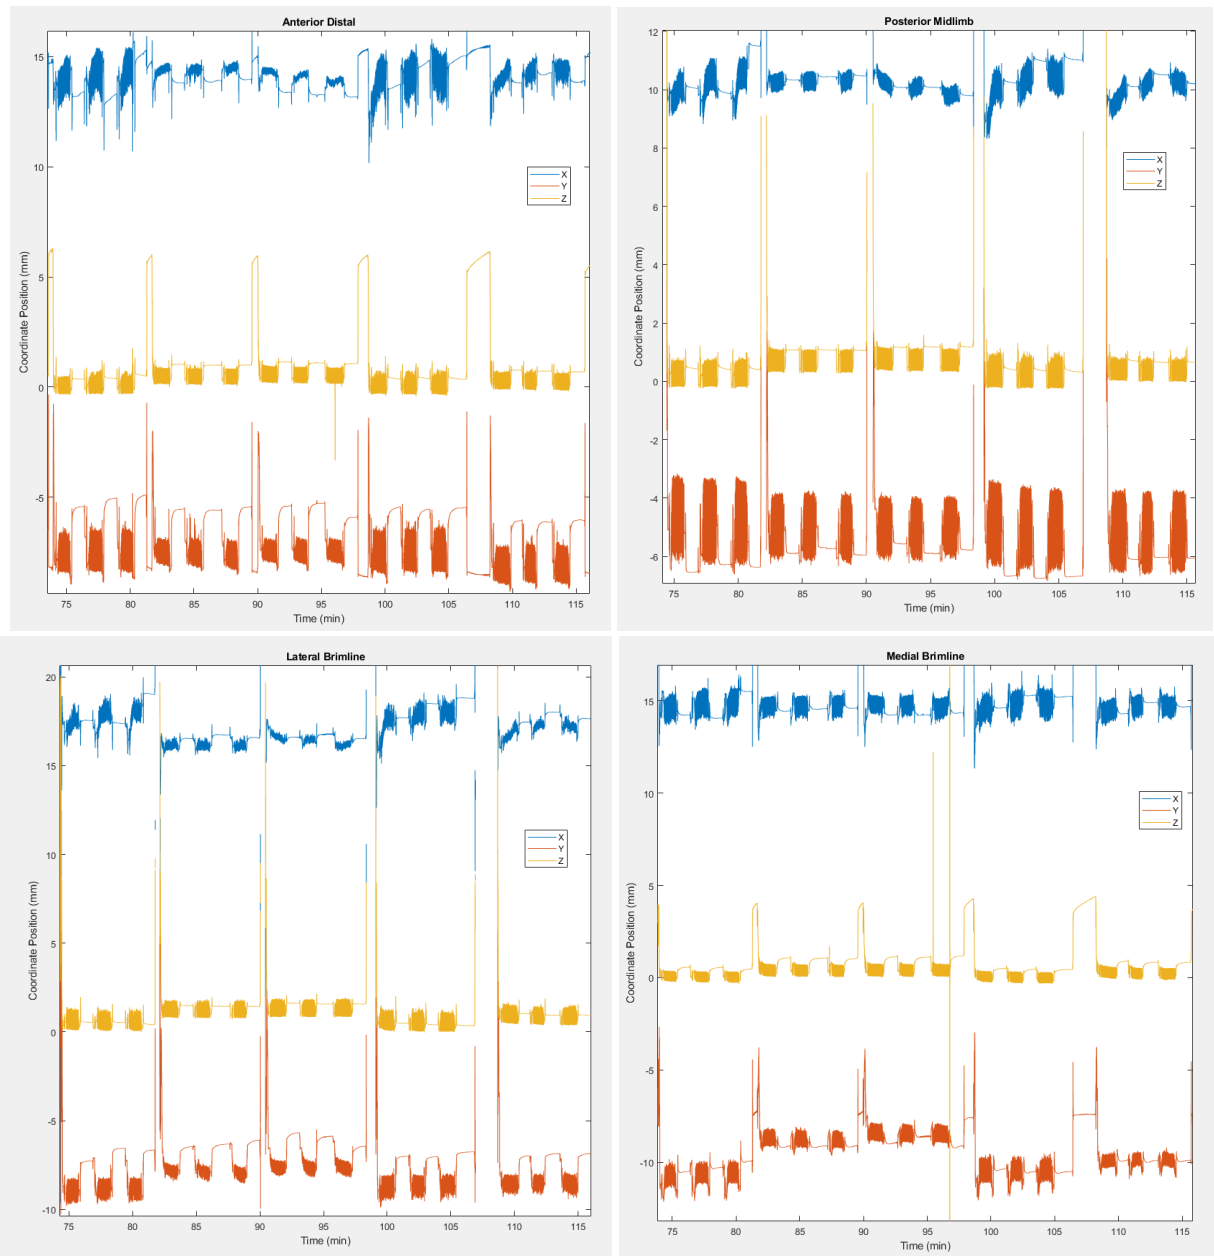 Anterior Distal
15
10
5
0
-5
Coordinate Position (mm)
X
Y
Z
75 80 85 90 95 100 105 110 115
Time (min)
Posterior Midlimb
12
10
8
6
4
2
0
-2
-4
-6
Coordinate Position (mm)
X
Y
Z
75 80 85 90 95 100 105 110 115
Time (min)
Lateral Brimline
20
15
10
5
0
-5
-10
Coordinate Position (mm)
X
Y
Z
75 80 85 90 95 100 105 110 115
Time (min)
Medial Brimline
15
10
5
0
-5
-10
Coordinate Position (mm)
X
Y
Z
75 80 85 90 95 100 105 110 115
Time (min)